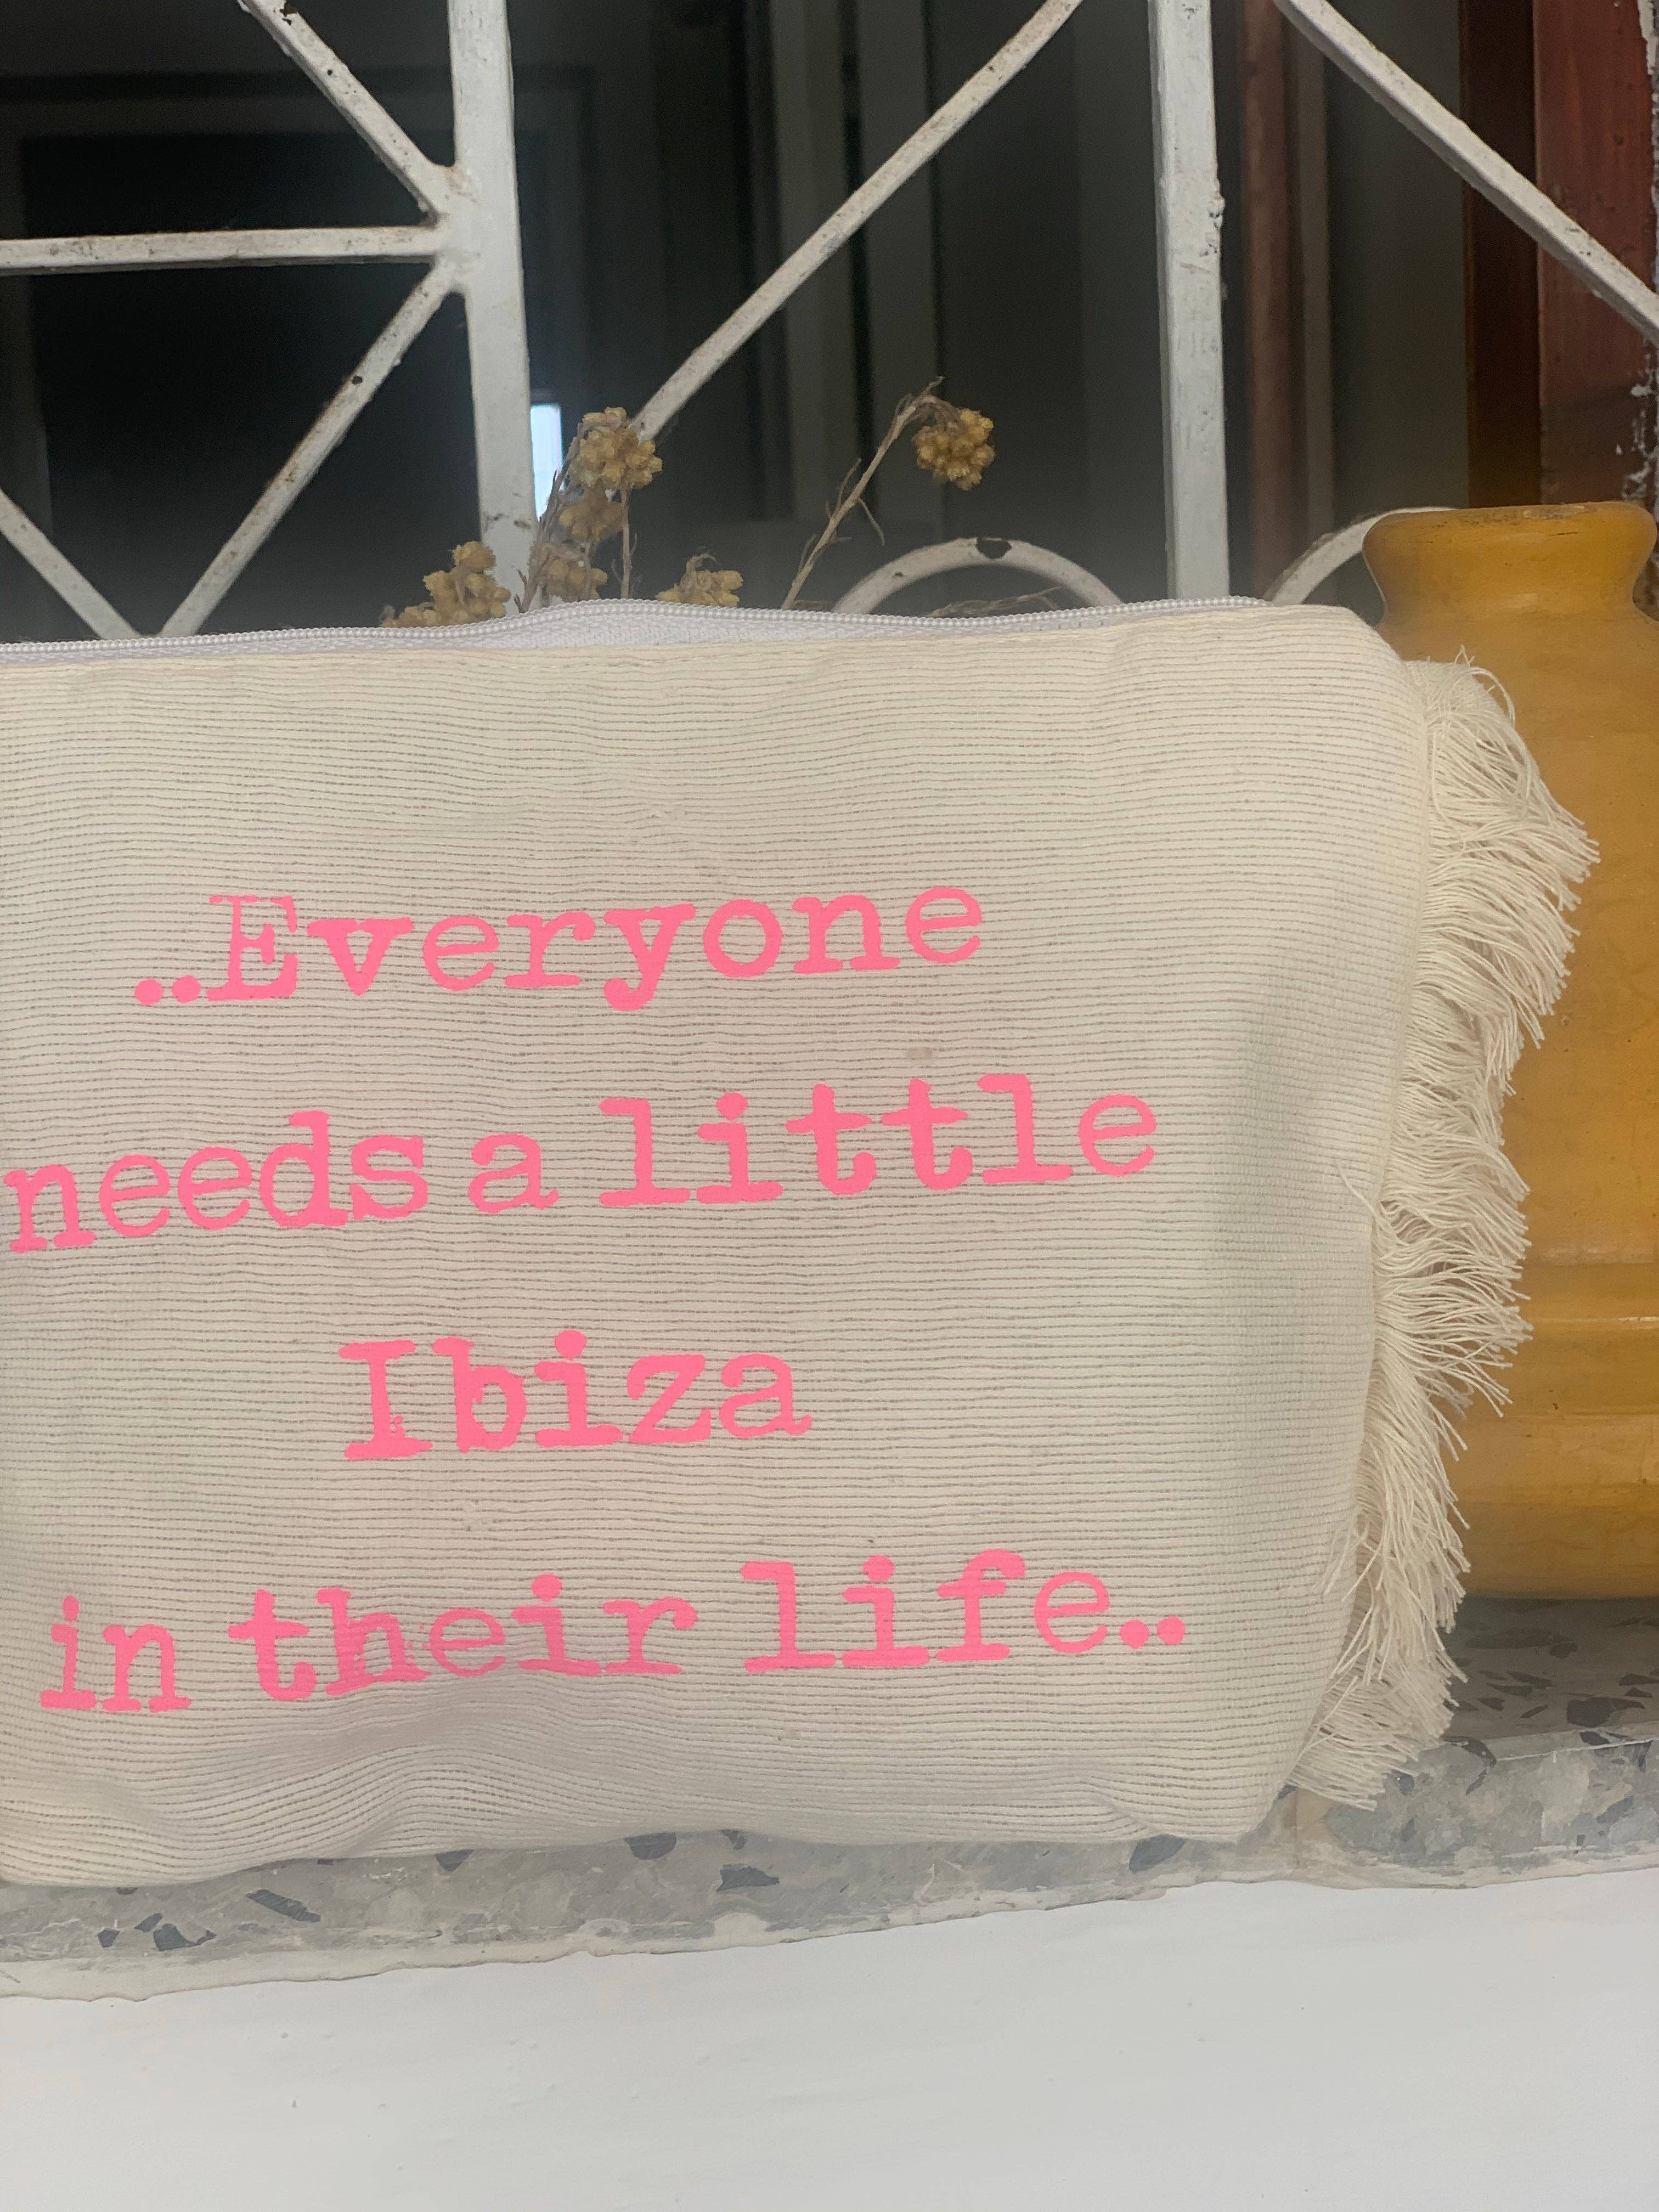 ..Everyone
needs a little
Ibiza
in their life..